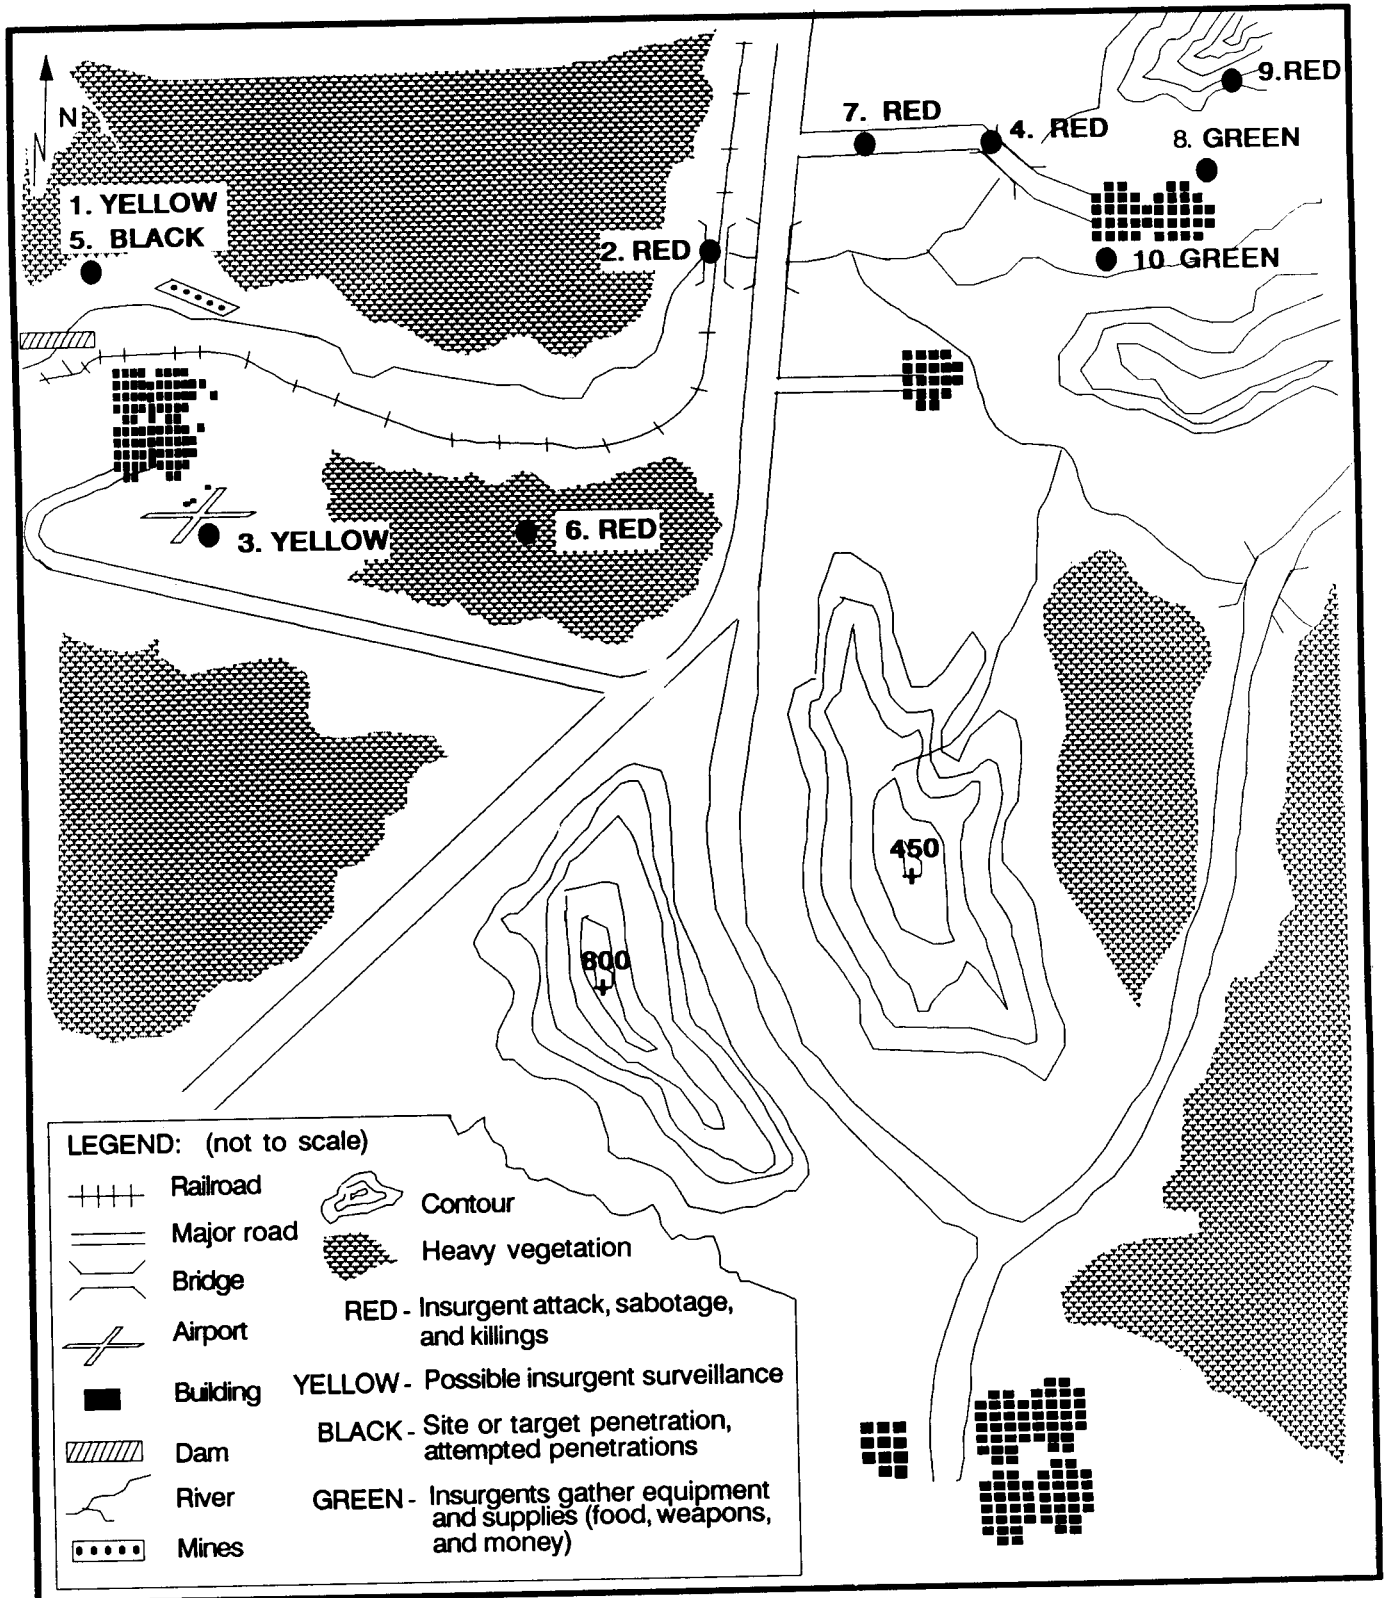 N
9.RED
7. RED
4. RED
8. GREEN
1. YELLOW
5. BLACK
2. RED
10 GREEN
3. YELLOW
6. RED
450
800
LEGEND: (not to scale)
Railroad
Major road
Bridge
Airport
Building
Dam
River
Mines
Contour
Heavy vegetation
RED - Insurgent attack, sabotage,
and killings
YELLOW - Possible insurgent surveillance
BLACK - Site or target penetration,
attempted penetrations
GREEN - Insurgents gather equipment
and supplies (food, weapons,
and money)